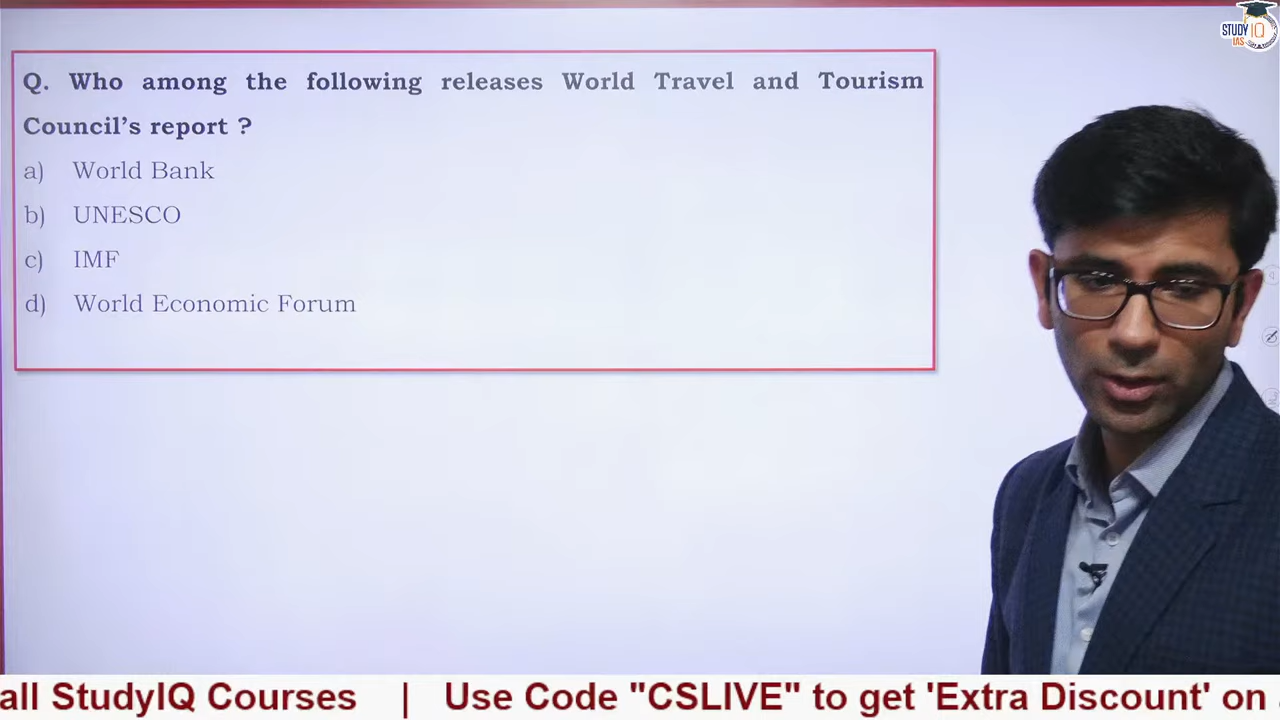 STUDY IQ
IAS
Q. Who among the following releases World Travel and Tourism
Council's report ?
a) World Bank
b) UNESCO
c) IMF
d) World Economic Forum
all StudyIQ Courses | Use Code "CSLIVE" to get 'Extra Discount' on